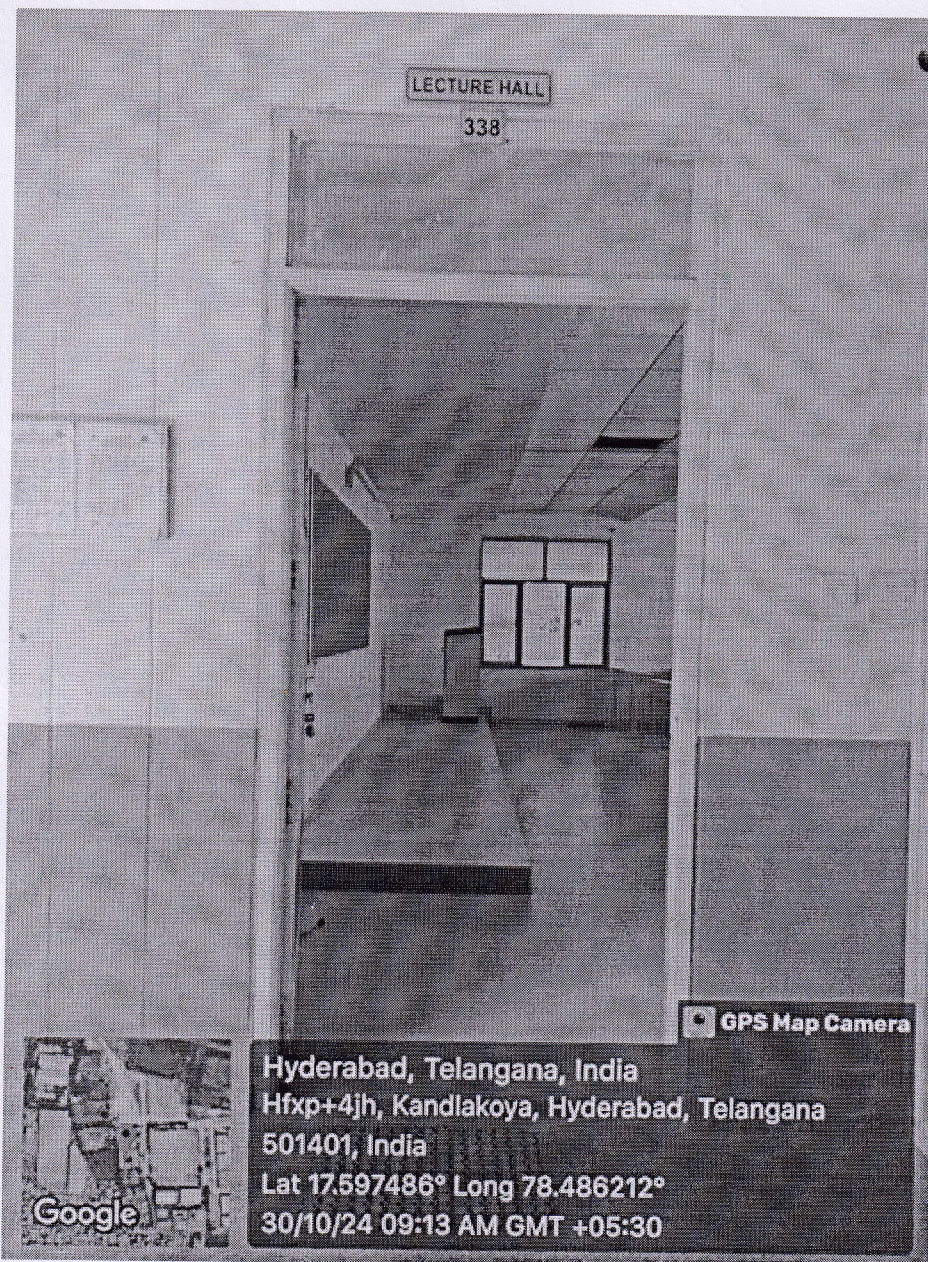 LECTURE HALL
338
GPS Map Camera
Hyderabad, Telangana, India
Hfxp+4jh, Kandlakoya, Hyderabad, Telangana
501401, India
Lat 17.597486° Long 78.486212°
30/10/24 09:13 AM GMT +05:30
Google